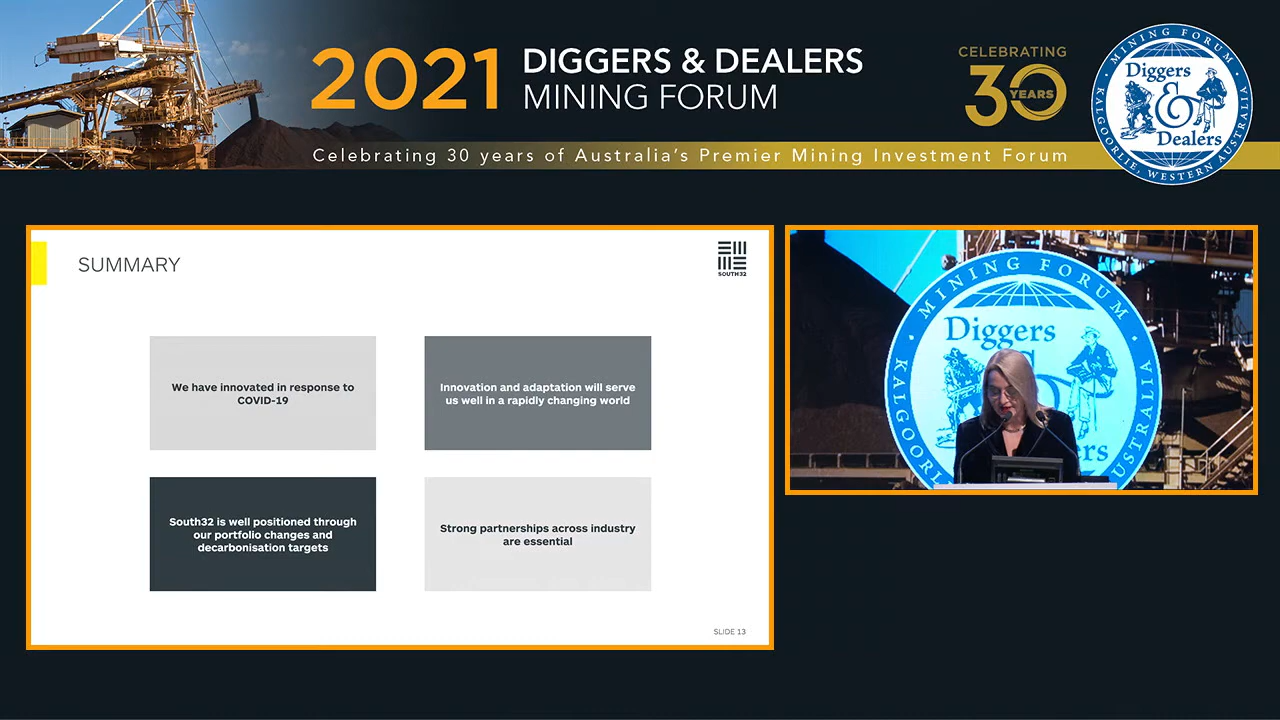 2021 DIGGERS & DEALERS
MINING FORUM
CELEBRATING
30
YEARS
Celebrating 30 years of Australia's Premier Mining Investment Forum
MINING FORUM
Diggers
&
Dealers
KALGOORLIE, WESTERN AUSTRALIA
SUMMARY
SOUTH32
We have innovated in response to
COVID-19
Innovation and adaptation will serve
us well in a rapidly changing world
South32 is well positioned through
our portfolio changes and
decarbonisation targets
Strong partnerships across industry
are essential
SLIDE 13
MINING FORUM
Diggers